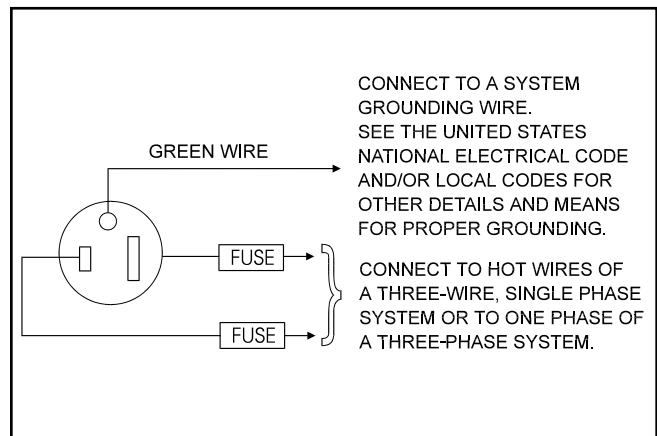 CONNECT TO A SYSTEM
GROUNDING WIRE.
SEE THE UNITED STATES
NATIONAL ELECTRICAL CODE
AND/OR LOCAL CODES FOR
OTHER DETAILS AND MEANS
FOR PROPER GROUNDING.
GREEN WIRE
FUSE
FUSE
CONNECT TO HOT WIRES OF
A THREE-WIRE, SINGLE PHASE
SYSTEM OR TO ONE PHASE OF
A THREE-PHASE SYSTEM.